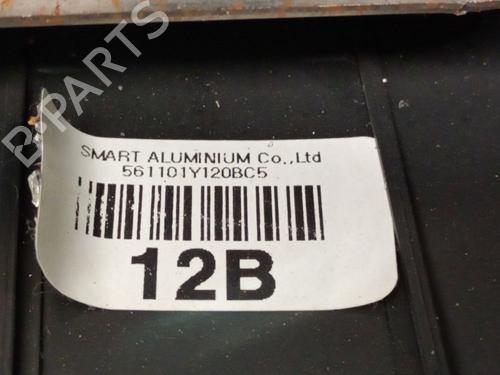 B-PARTS
SMART ALUMINIUM Co.,Ltd
561101Y120BC5
12B